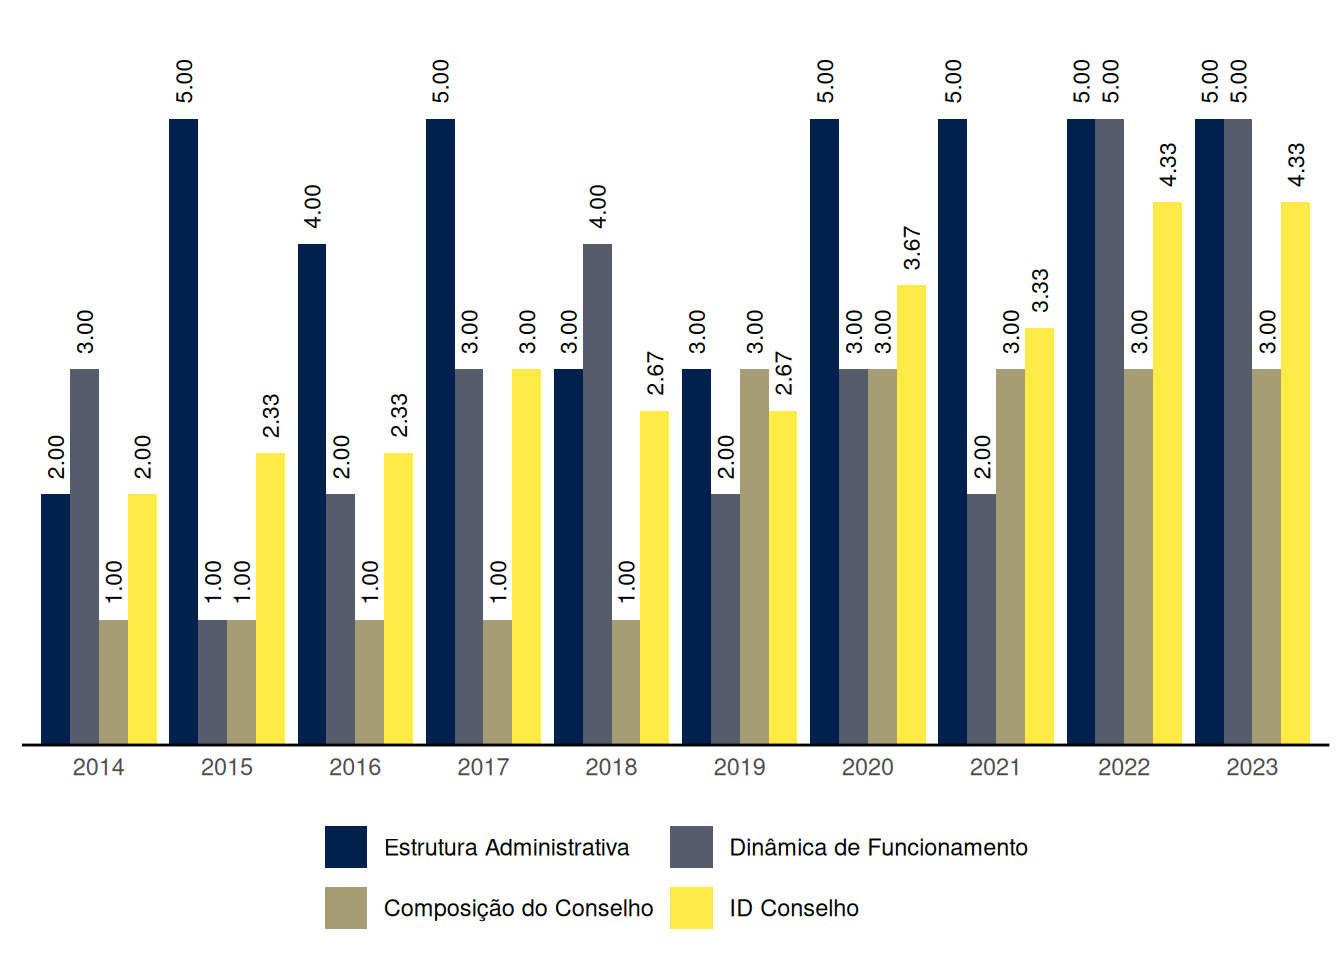 2.00 3.00 1.00 2.00
5.00 1.00 1.00 2.33
4.00 2.00 1.00 2.33
5.00 3.00 1.00 3.00
3.00 4.00 1.00 2.67
3.00 2.00 3.00 2.67
5.00 3.00 3.00 3.67
5.00 2.00 3.00 3.33
5.00 5.00 3.00 4.33
5.00 5.00 3.00 4.33
2014 2015 2016 2017 2018 2019 2020 2021 2022 2023
Estrutura Administrativa Dinâmica de Funcionamento
Composição do Conselho ID Conselho